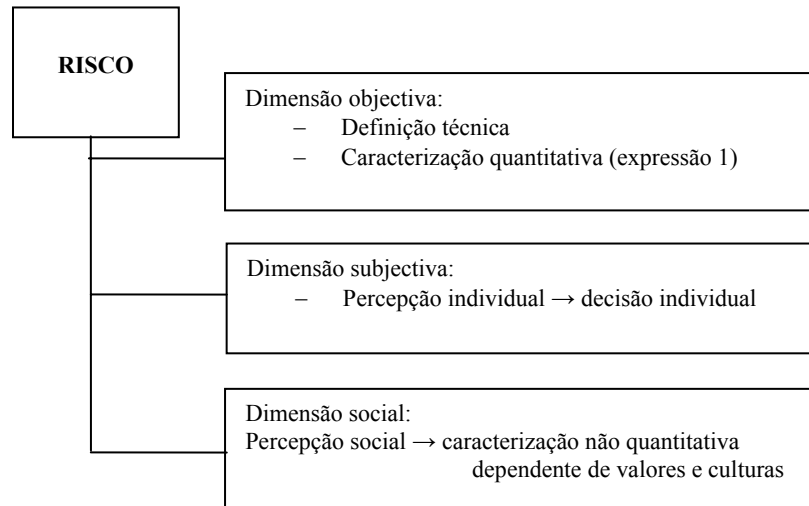 RISCO
Dimensão objectiva:
– Definição técnica
– Caracterização quantitativa (expressão 1)
Dimensão subjectiva:
– Percepção individual → decisão individual
Dimensão social:
Percepção social → caracterização não quantitativa
dependente de valores e culturas